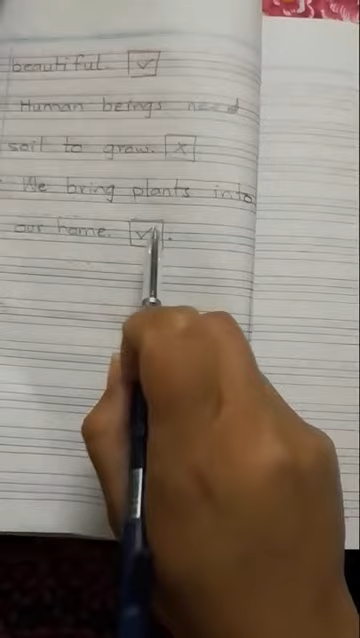 beautiful. ✓
Human beings need
soil to grow. ×
We bring plants into
our home. ✓.